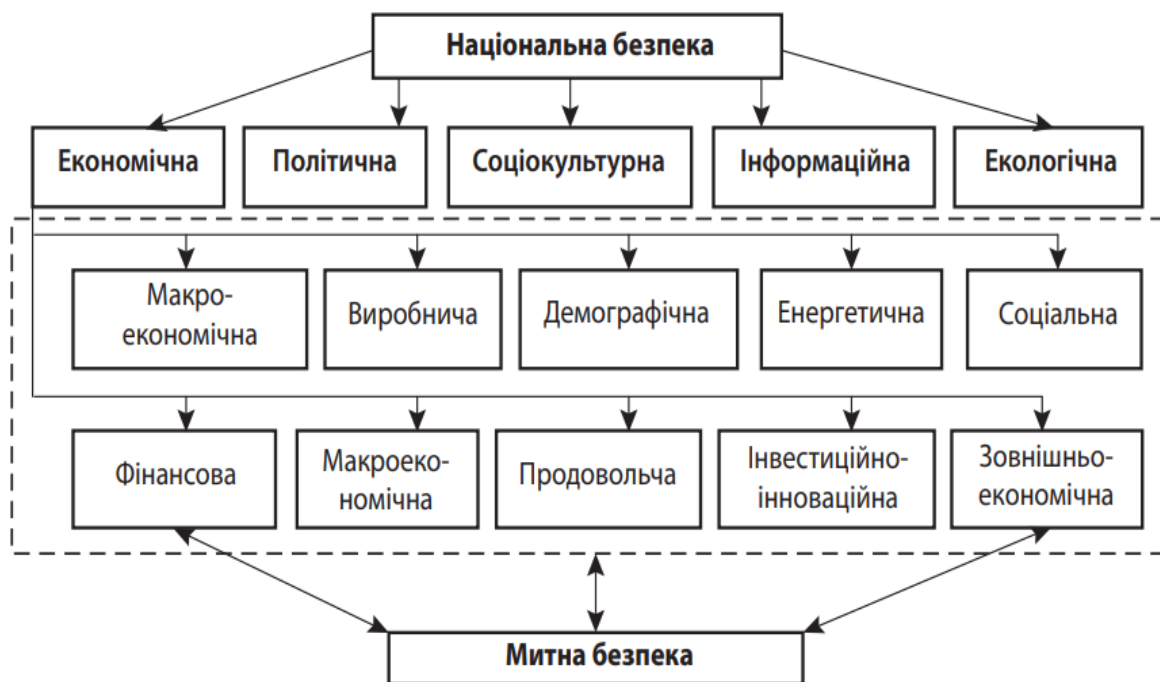 Національна безпека
Економічна
Політична
Соціокультурна
Інформаційна
Екологічна
Макро-
економічна
Виробнича
Демографічна
Енергетична
Соціальна
Фінансова
Макроеко-
номічна
Продовольча
Інвестиційно-
інноваційна
Зовнішньо-
економічна
Митна безпека